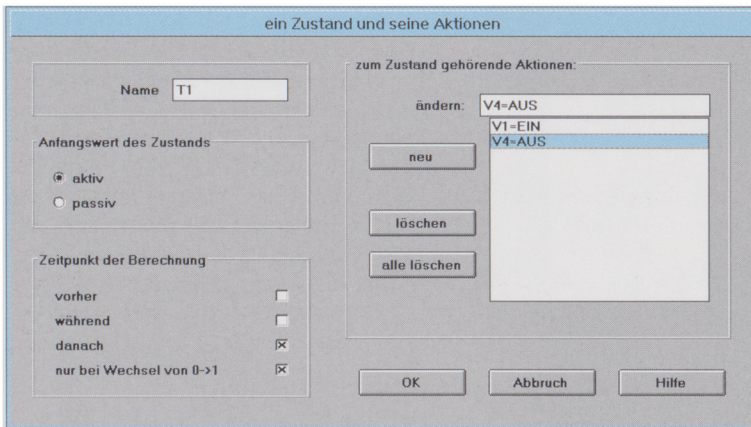 ein Zustand und seine Aktionen
Name T1
Anfangswert des Zustands
aktiv
passiv
Zeitpunkt der Berechnung
vorher
während
danach
nur bei Wechsel von 0->1
zum Zustand gehörende Aktionen:
ändern: V4=AUS
V1=EIN
V4=AUS
neu
löschen
alle löschen
OK
Abbruch
Hilfe